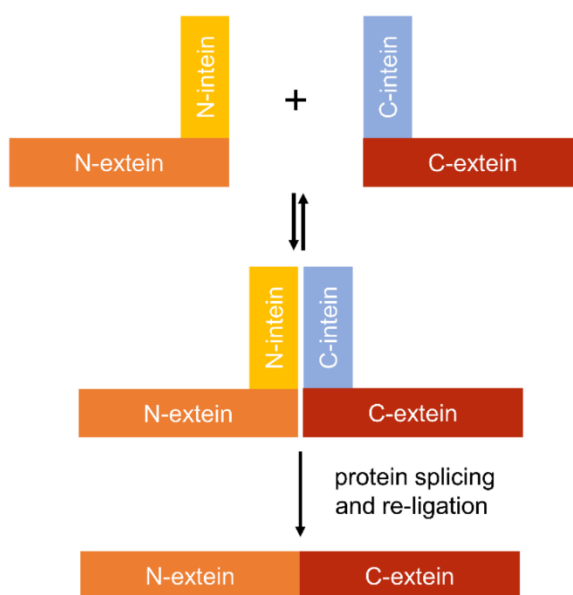 N-intein
+
C-intein
N-extein
C-extein
N-intein
C-intein
N-extein
C-extein
protein splicing
and re-ligation
N-extein
C-extein